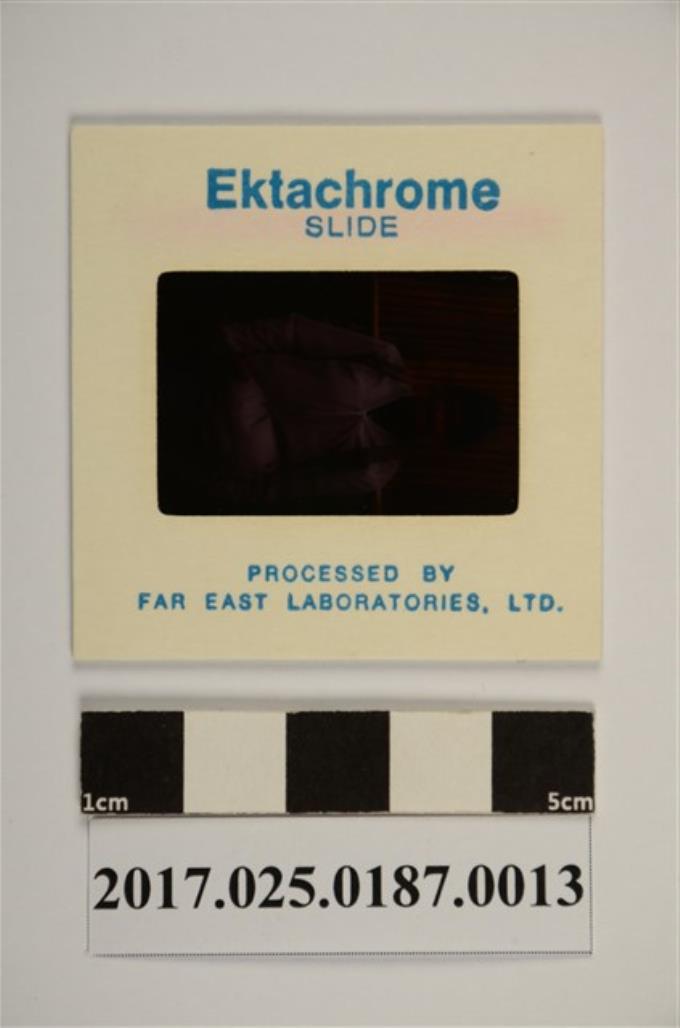 Ektachrome
SLIDE
PROCESSED BY
FAR EAST LABORATORIES, LTD.
1cm 5cm
2017.025.0187.0013